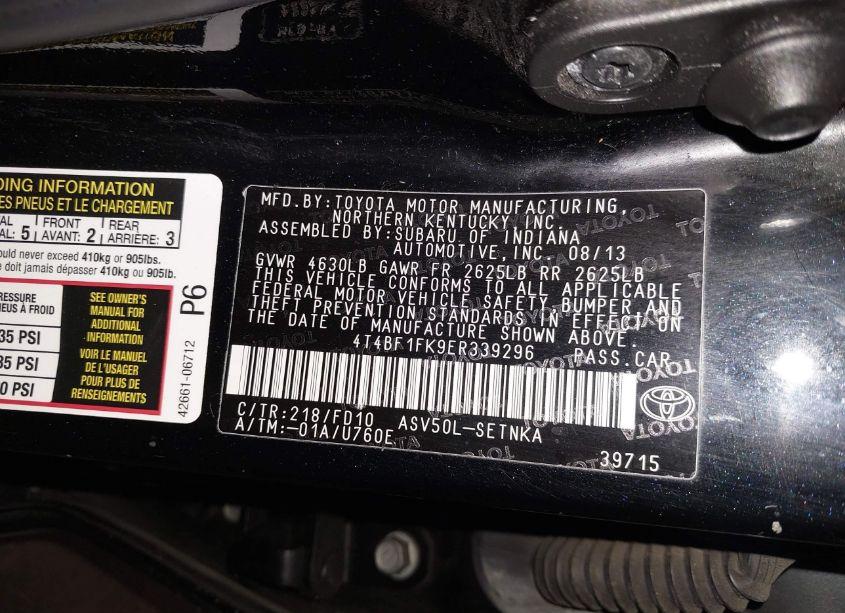 DING INFORMATION
ES PNEUS ET LE CHARGEMENT
AL: 5
FRONT
AVANT: 2
REAR
ARRIÈRE: 3
should never exceed 410kg or 905lbs.
e doit jamais dépasser 410kg ou 905lb.
RESSURE
NEUS À FROID
35 PSI
35 PSI
0 PSI
SEE OWNER'S
MANUAL FOR
ADDITIONAL
INFORMATION
VOIR LE MANUEL
DE L'USAGER
POUR PLUS DE
RENSEIGNEMENTS
P6
42661-06712
MFD.BY:TOYOTA MOTOR MANUFACTURING,
NORTHERN KENTUCKY,INC.
ASSEMBLED BY:SUBARU OF INDIANA
AUTOMOTIVE,INC. 08/13
GVWR 4630LB GAWR FR 2625LB RR 2625LB
THIS VEHICLE CONFORMS TO ALL APPLICABLE
FEDERAL MOTOR VEHICLE SAFETY,BUMPER,AND
THEFT PREVENTION STANDARDS IN EFFECT ON
THE DATE OF MANUFACTURE SHOWN ABOVE.
4T4BF1FK9ER339296 PASS.CAR
C/TR:218/FD10 ASV50L-SETNKA
A/TM:-01A/U760E
39715